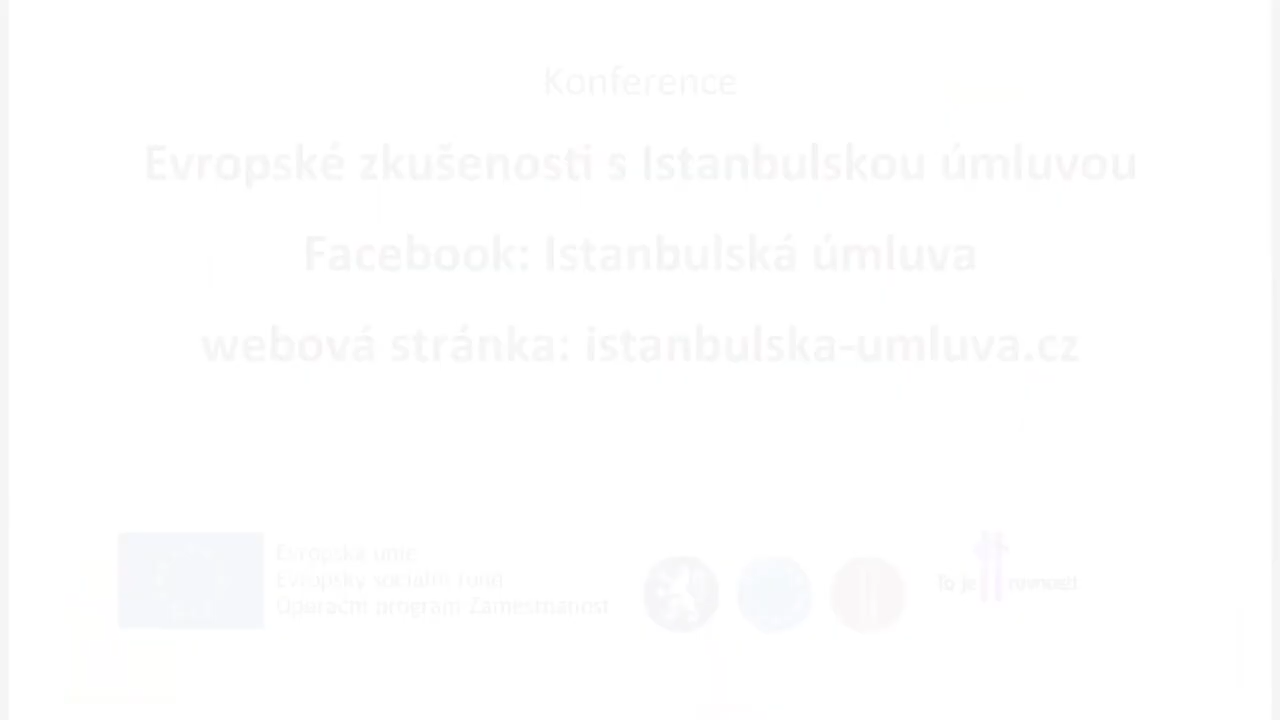 Konference
Evropské zkušenosti s Istanbulskou úmluvou
Facebook: Istanbulská úmluva
webová stránka: istanbulska-umluva.cz
Evropská unie
Evropský sociální fond
Operační program Zaměstnanost
To je rovnost!